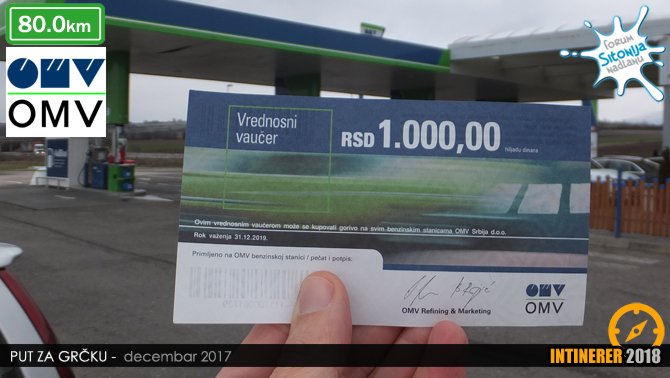 80.0km
OMV
OMV
forum
Sitonija
NADLANU
Vrednosni
vaučer
RSD 1.000,00
hiljadu dinara
Ovim vrednosnim vaučerom može se kupovati gorivo na svim benzinskim stanicama OMV Srbija d.o.o.
Rok važenja 31.12.2019.
Primljeno na OMV benzinskoj stanici / pečat i potpis:
OMV Refining & Marketing
OMV
OMV
PUT ZA GRČKU - decembar 2017
INTINERER 2018